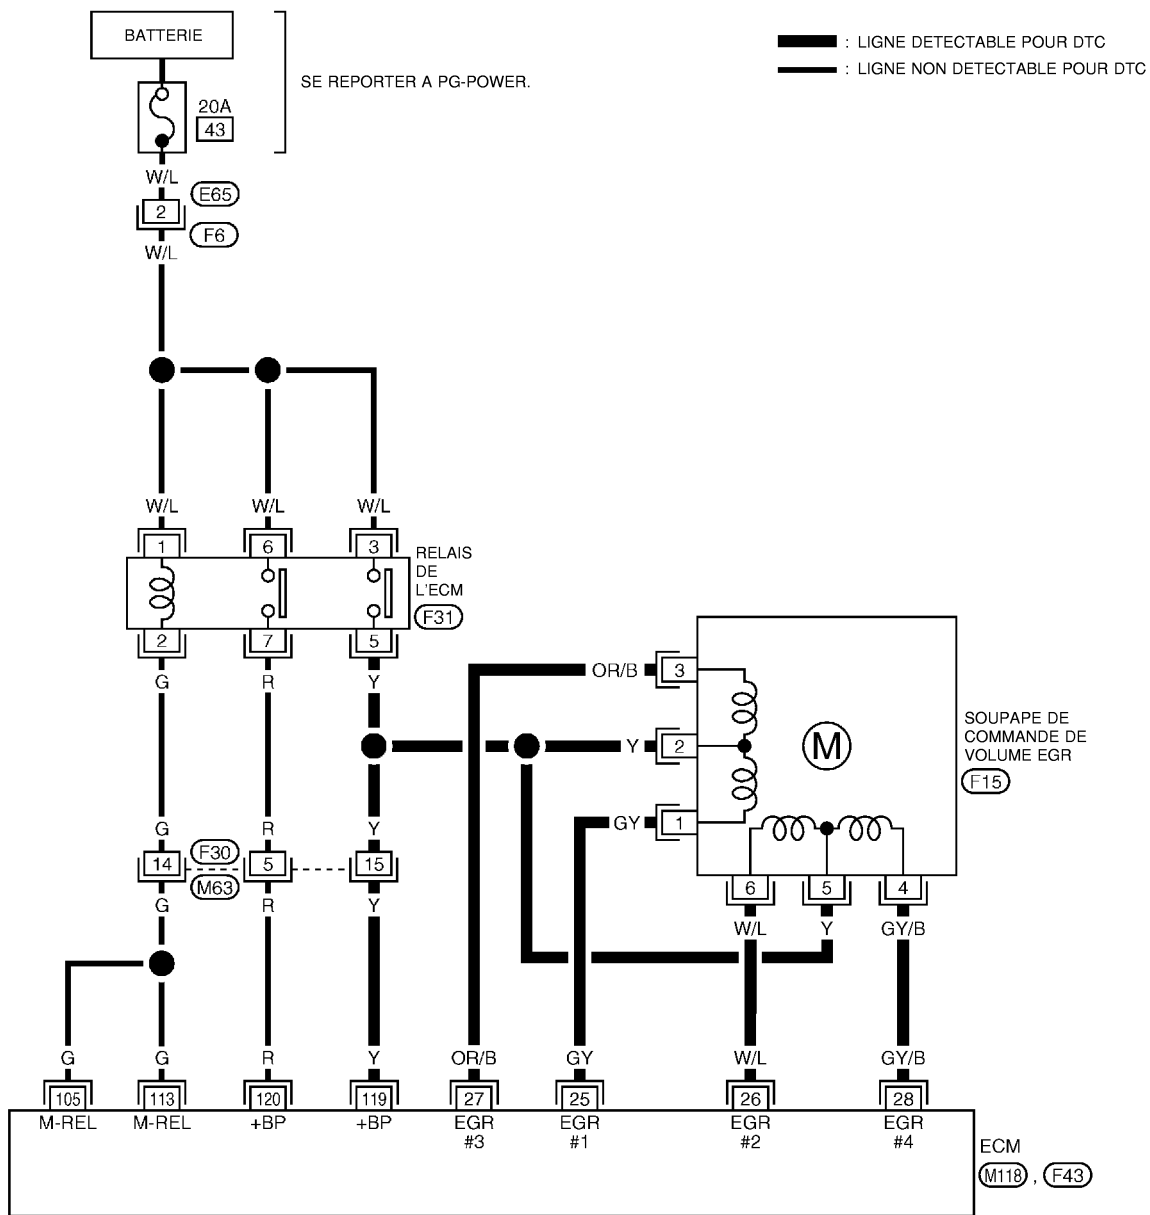 BATTERIE
SE REPORTER A PG-POWER.
: LIGNE DETECTABLE POUR DTC
: LIGNE NON DETECTABLE POUR DTC
20A
43
W/L
E65
2
F6
W/L
W/L W/L W/L
1 6 3
RELAIS
DE
L'ECM
F31
2 7 5
G R Y
OR/B 3
Y 2
GY 1
M
SOUPAPE DE
COMMANDE DE
VOLUME EGR
F15
G R Y
14 F30 5 15
M63
G R Y
6 5 4
W/L Y GY/B
G G R Y OR/B GY W/L GY/B
105 113 120 119 27 25 26 28
M-REL M-REL +BP +BP EGR EGR EGR EGR
#3 #1 #2 #4
ECM
M118 , F43